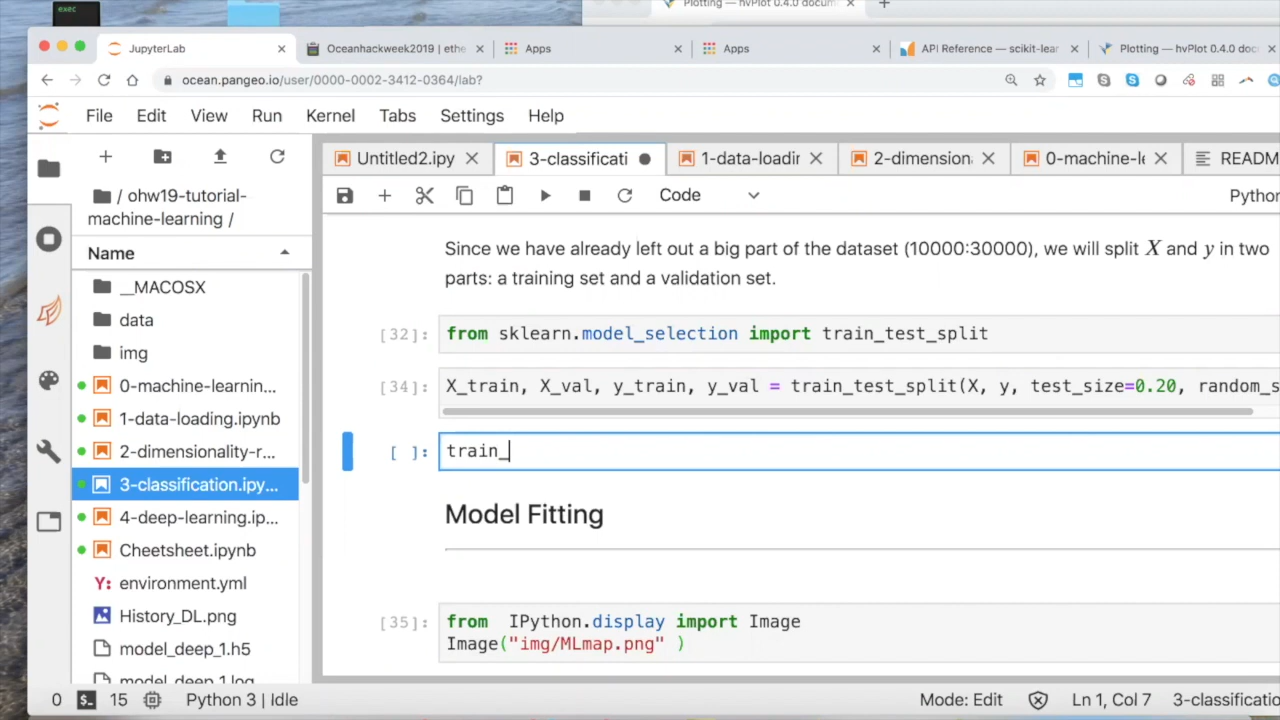 exec
Plotting — hvPlot 0.4.0 docum
JupyterLab
Oceanhackweek2019 | ethe
Apps
Apps
API Reference — scikit-lear
Plotting — hvPlot 0.4.0 doc
ocean.pangeo.io/user/0000-0002-3412-0364/lab?
File Edit View Run Kernel Tabs Settings Help
Untitled2.ipy
3-classificati
1-data-loadir
2-dimension
0-machine-l
READM
Code
Python
/ ohw19-tutorial-
machine-learning /
Name
__MACOSX
data
img
0-machine-learnin...
1-data-loading.ipynb
2-dimensionality-r...
3-classification.ipy...
4-deep-learning.ip...
Cheetsheet.ipynb
Y: environment.yml
History_DL.png
model_deep_1.h5
model_deep_1.log
Since we have already left out a big part of the dataset (10000:30000), we will split X and y in two
parts: a training set and a validation set.
[32]: from sklearn.model_selection import train_test_split
[34]: X_train, X_val, y_train, y_val = train_test_split(X, y, test_size=0.20, random_s
[ ]: train_
Model Fitting
[35]: from IPython.display import Image
Image("img/MLmap.png" )
0 15 Python 3 | Idle
Mode: Edit Ln 1, Col 7 3-classificatio